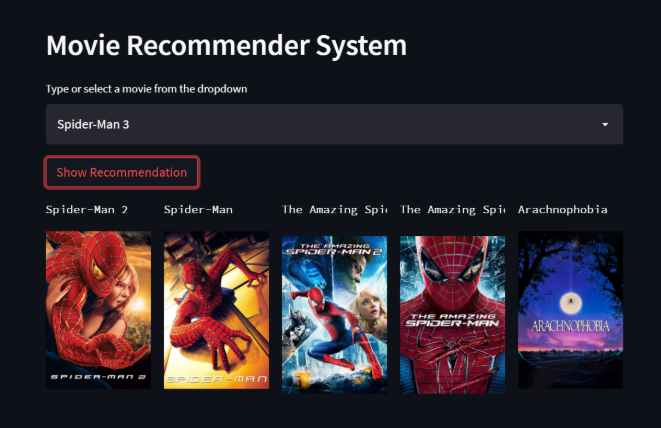 Movie Recommender System
Type or select a movie from the dropdown
Spider-Man 3
Show Recommendation
Spider-Man 2
Spider-Man
The Amazing Spi
The Amazing Spi
Arachnophobia
SPIDER-MAN 2
SPIDER-MAN
THE AMAZING
SPIDER-MAN 2
THE AMAZING
SPIDER-MAN
ARACHNOPHOBIA